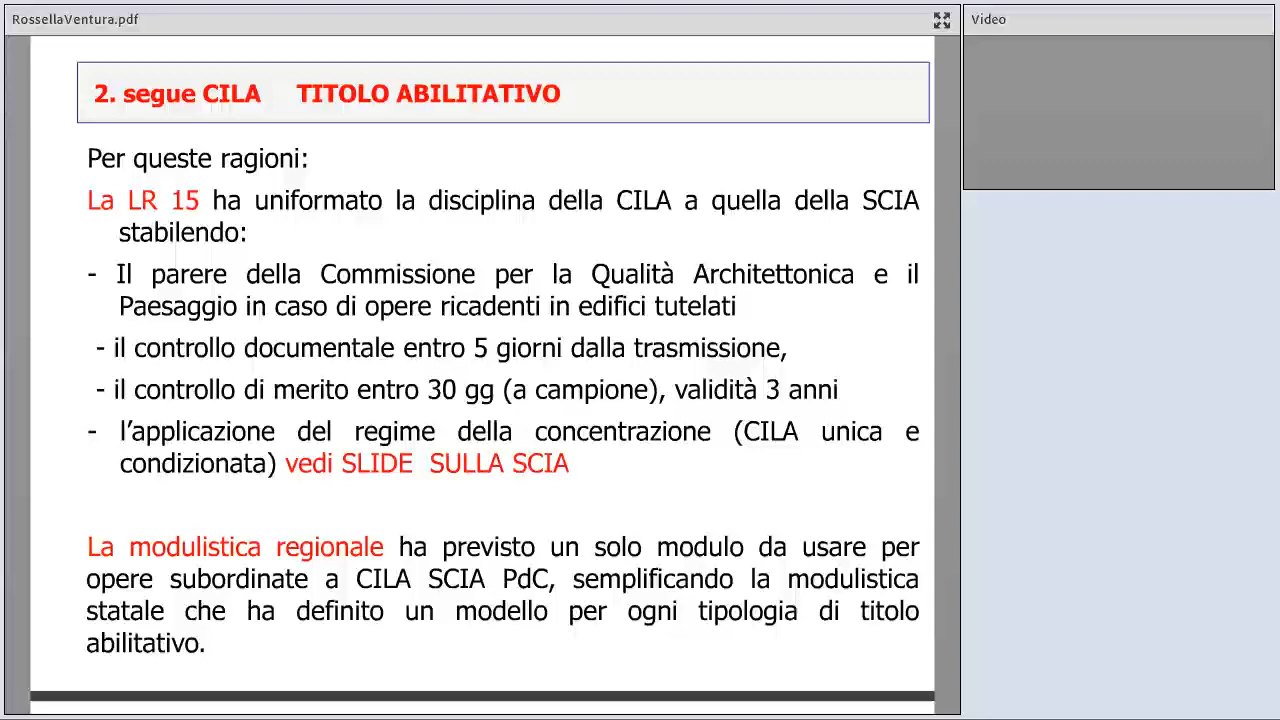 RossellaVentura.pdf
Video
2. segue CILA TITOLO ABILITATIVO
Per queste ragioni:
La LR 15 ha uniformato la disciplina della CILA a quella della SCIA
stabilendo:
- Il parere della Commissione per la Qualità Architettonica e il
Paesaggio in caso di opere ricadenti in edifici tutelati
- il controllo documentale entro 5 giorni dalla trasmissione,
- il controllo di merito entro 30 gg (a campione), validità 3 anni
- l’applicazione del regime della concentrazione (CILA unica e
condizionata) vedi SLIDE SULLA SCIA
La modulistica regionale ha previsto un solo modulo da usare per
opere subordinate a CILA SCIA PdC, semplificando la modulistica
statale che ha definito un modello per ogni tipologia di titolo
abilitativo.